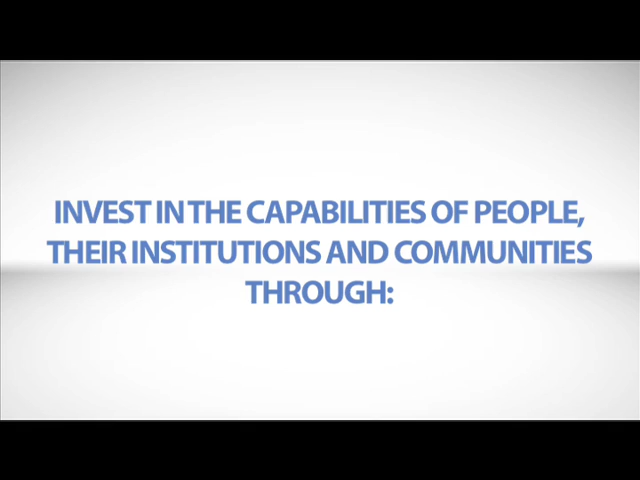 INVEST IN THE CAPABILITIES OF PEOPLE,
THEIR INSTITUTIONS AND COMMUNITIES
THROUGH: